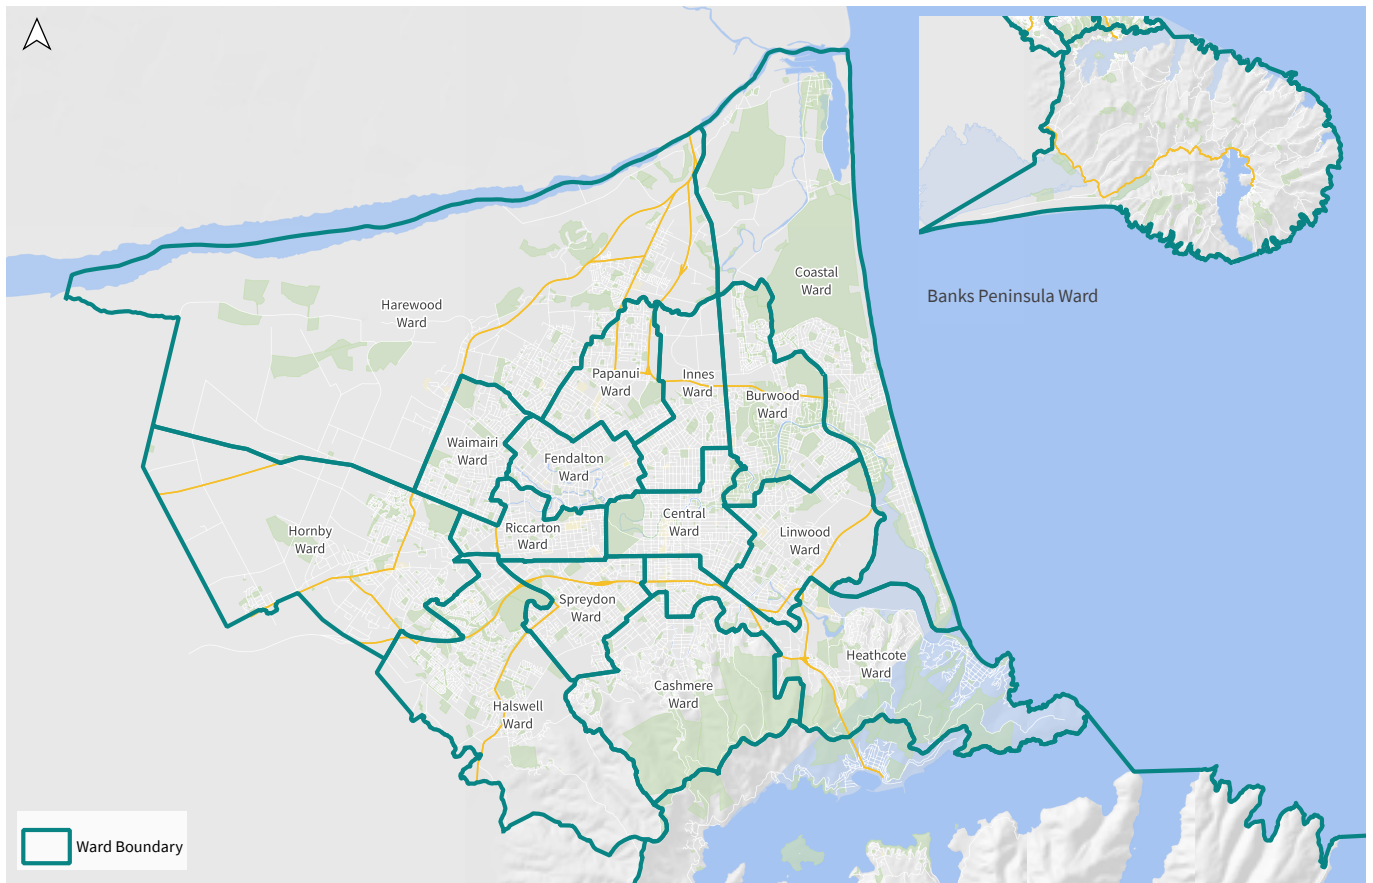 Banks Peninsula Ward
Coastal
Ward
Harewood
Ward
Papanui
Ward
Innes
Ward
Burwood
Ward
Waimairi
Ward
Fendalton
Ward
Hornby
Ward
Riccarton
Ward
Central
Ward
Linwood
Ward
Spreydon
Ward
Heathcote
Ward
Cashmere
Ward
Halswell
Ward
Ward Boundary